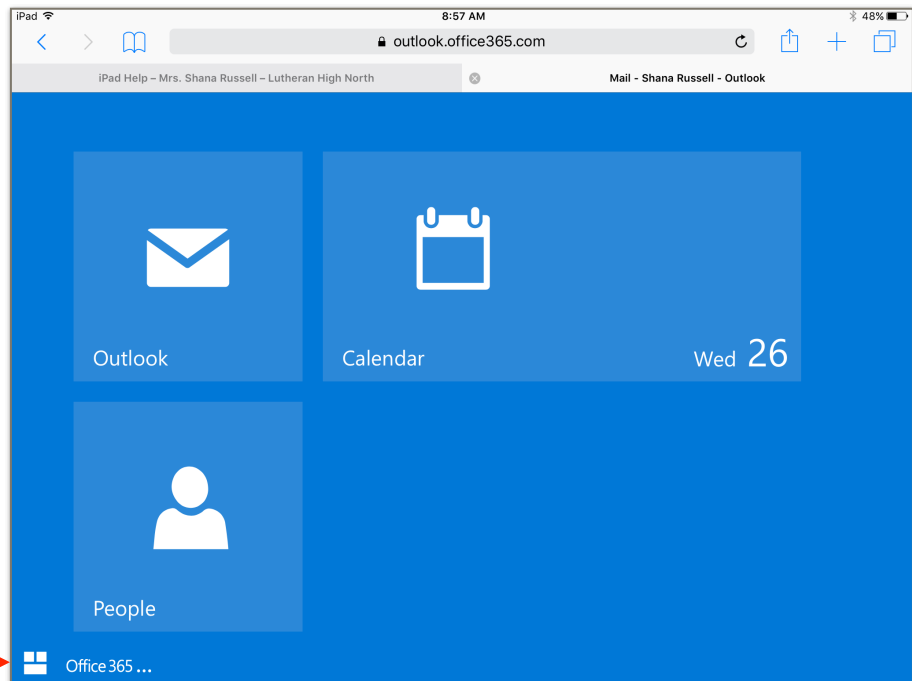 iPad 8:57 AM 48%
outlook.office365.com
iPad Help – Mrs. Shana Russell – Lutheran High North Mail - Shana Russell - Outlook
Outlook Calendar Wed 26
People
Office 365 ...